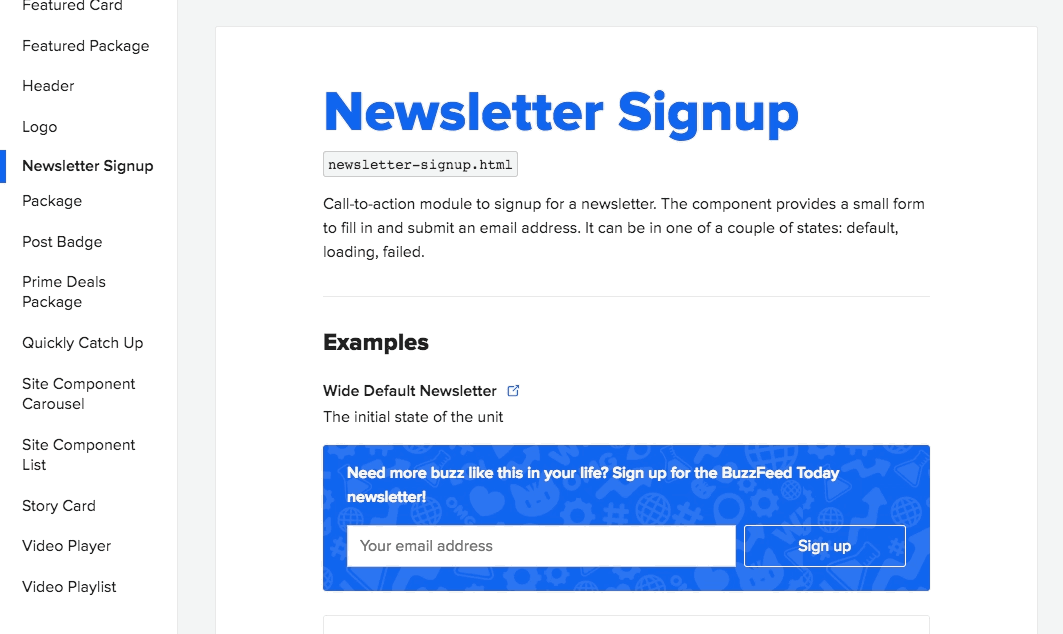 Featured Card
Featured Package
Header
Logo
Newsletter Signup
Package
Post Badge
Prime Deals
Package
Quickly Catch Up
Site Component
Carousel
Site Component
List
Story Card
Video Player
Video Playlist
Newsletter Signup
newsletter-signup.html
Call-to-action module to signup for a newsletter. The component provides a small form
to fill in and submit an email address. It can be in one of a couple of states: default,
loading, failed.
Examples
Wide Default Newsletter
The initial state of the unit
Need more buzz like this in your life? Sign up for the BuzzFeed Today
newsletter!
Your email address
Sign up